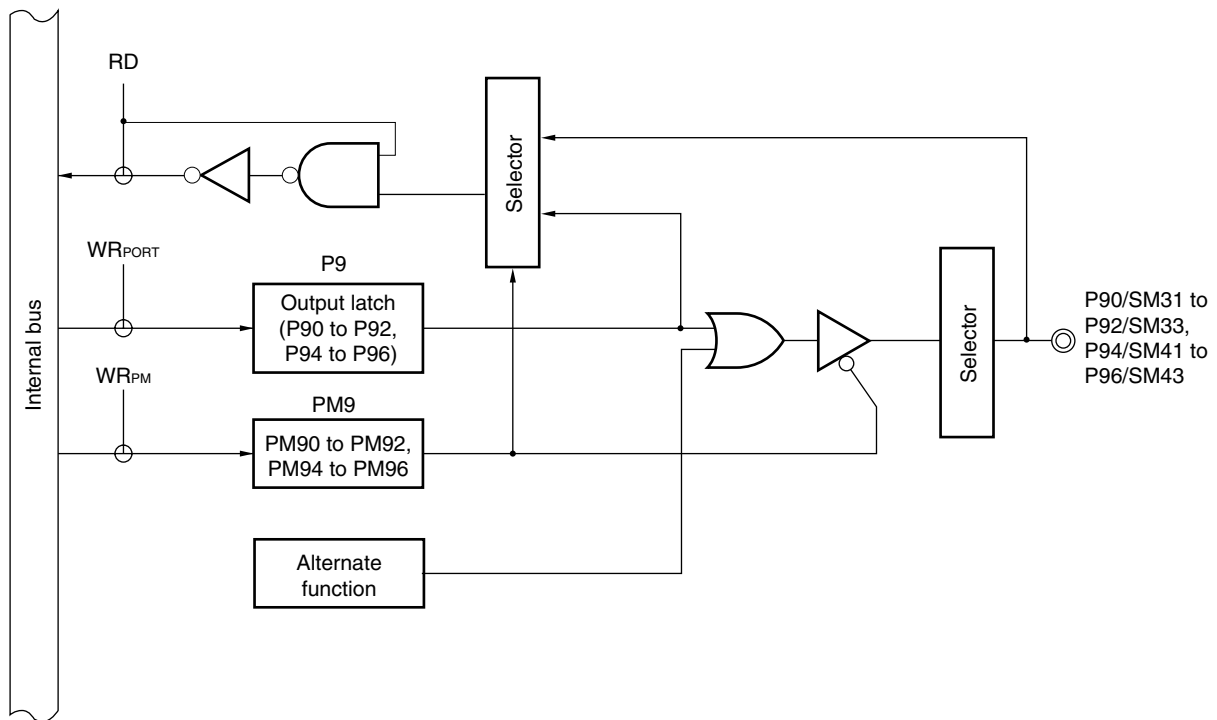 RD
Selector
WRPORT
P9
Output latch
(P90 to P92,
P94 to P96)
Internal bus
WRPM
PM9
PM90 to PM92,
PM94 to PM96
Alternate
function
Selector
P90/SM31 to
P92/SM33,
P94/SM41 to
P96/SM43